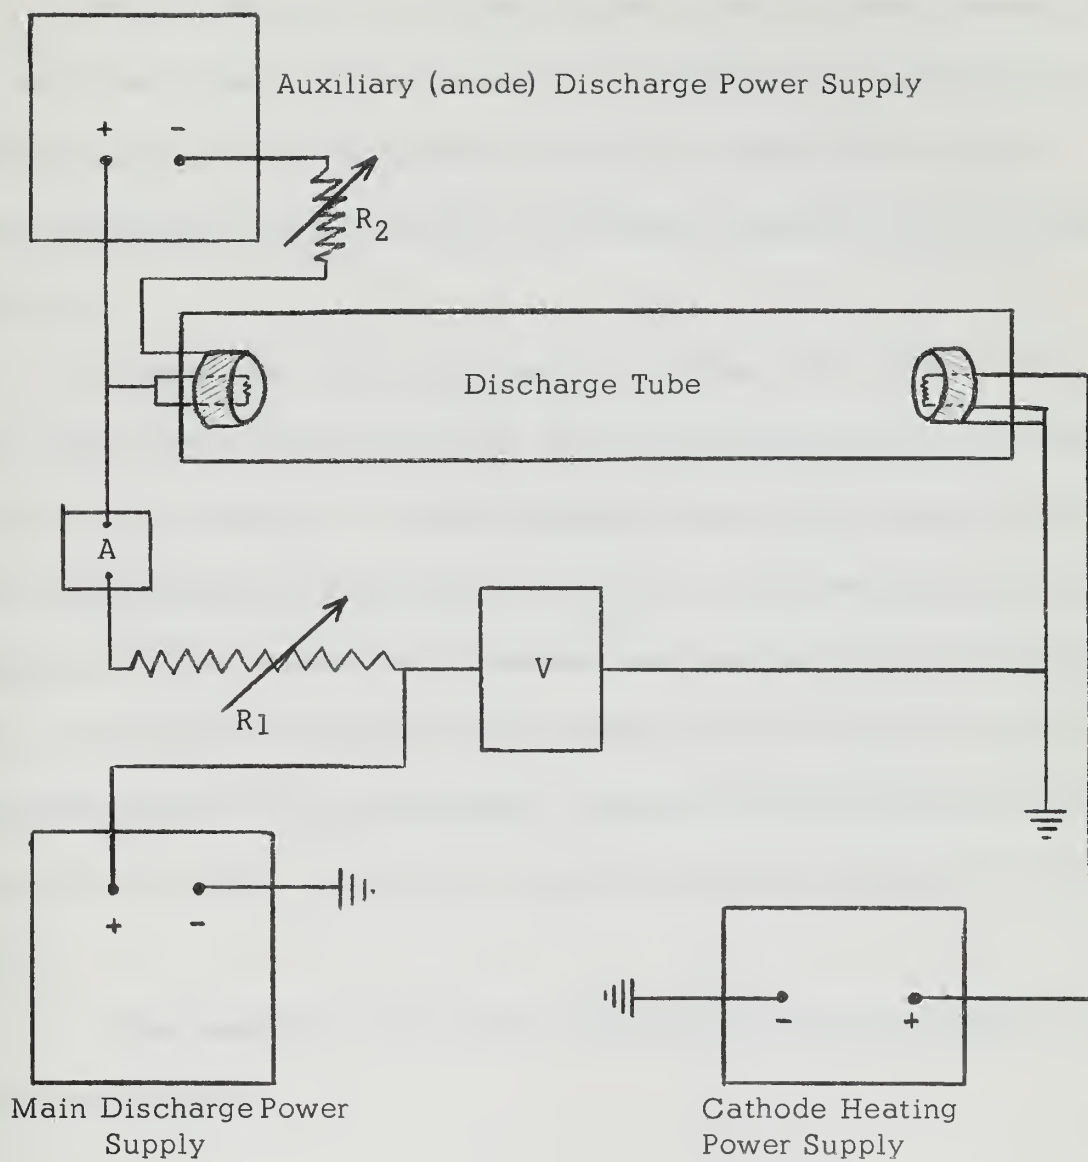 Auxiliary (anode) Discharge Power Supply
+ -
R2
Discharge Tube
A
V
R1
+ -
- +
Main Discharge Power
Supply
Cathode Heating
Power Supply